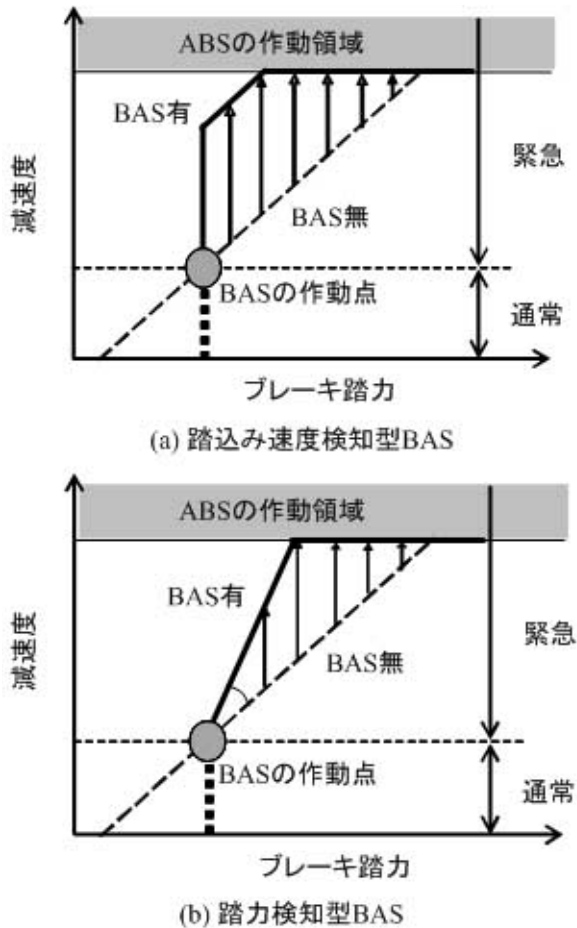 ABSの作動領域
BAS有
緊急
減速度
BAS無
BASの作動点
通常
ブレーキ踏力
(a) 踏込み速度検知型BAS
ABSの作動領域
BAS有
緊急
減速度
BAS無
BASの作動点
通常
ブレーキ踏力
(b) 踏力検知型BAS